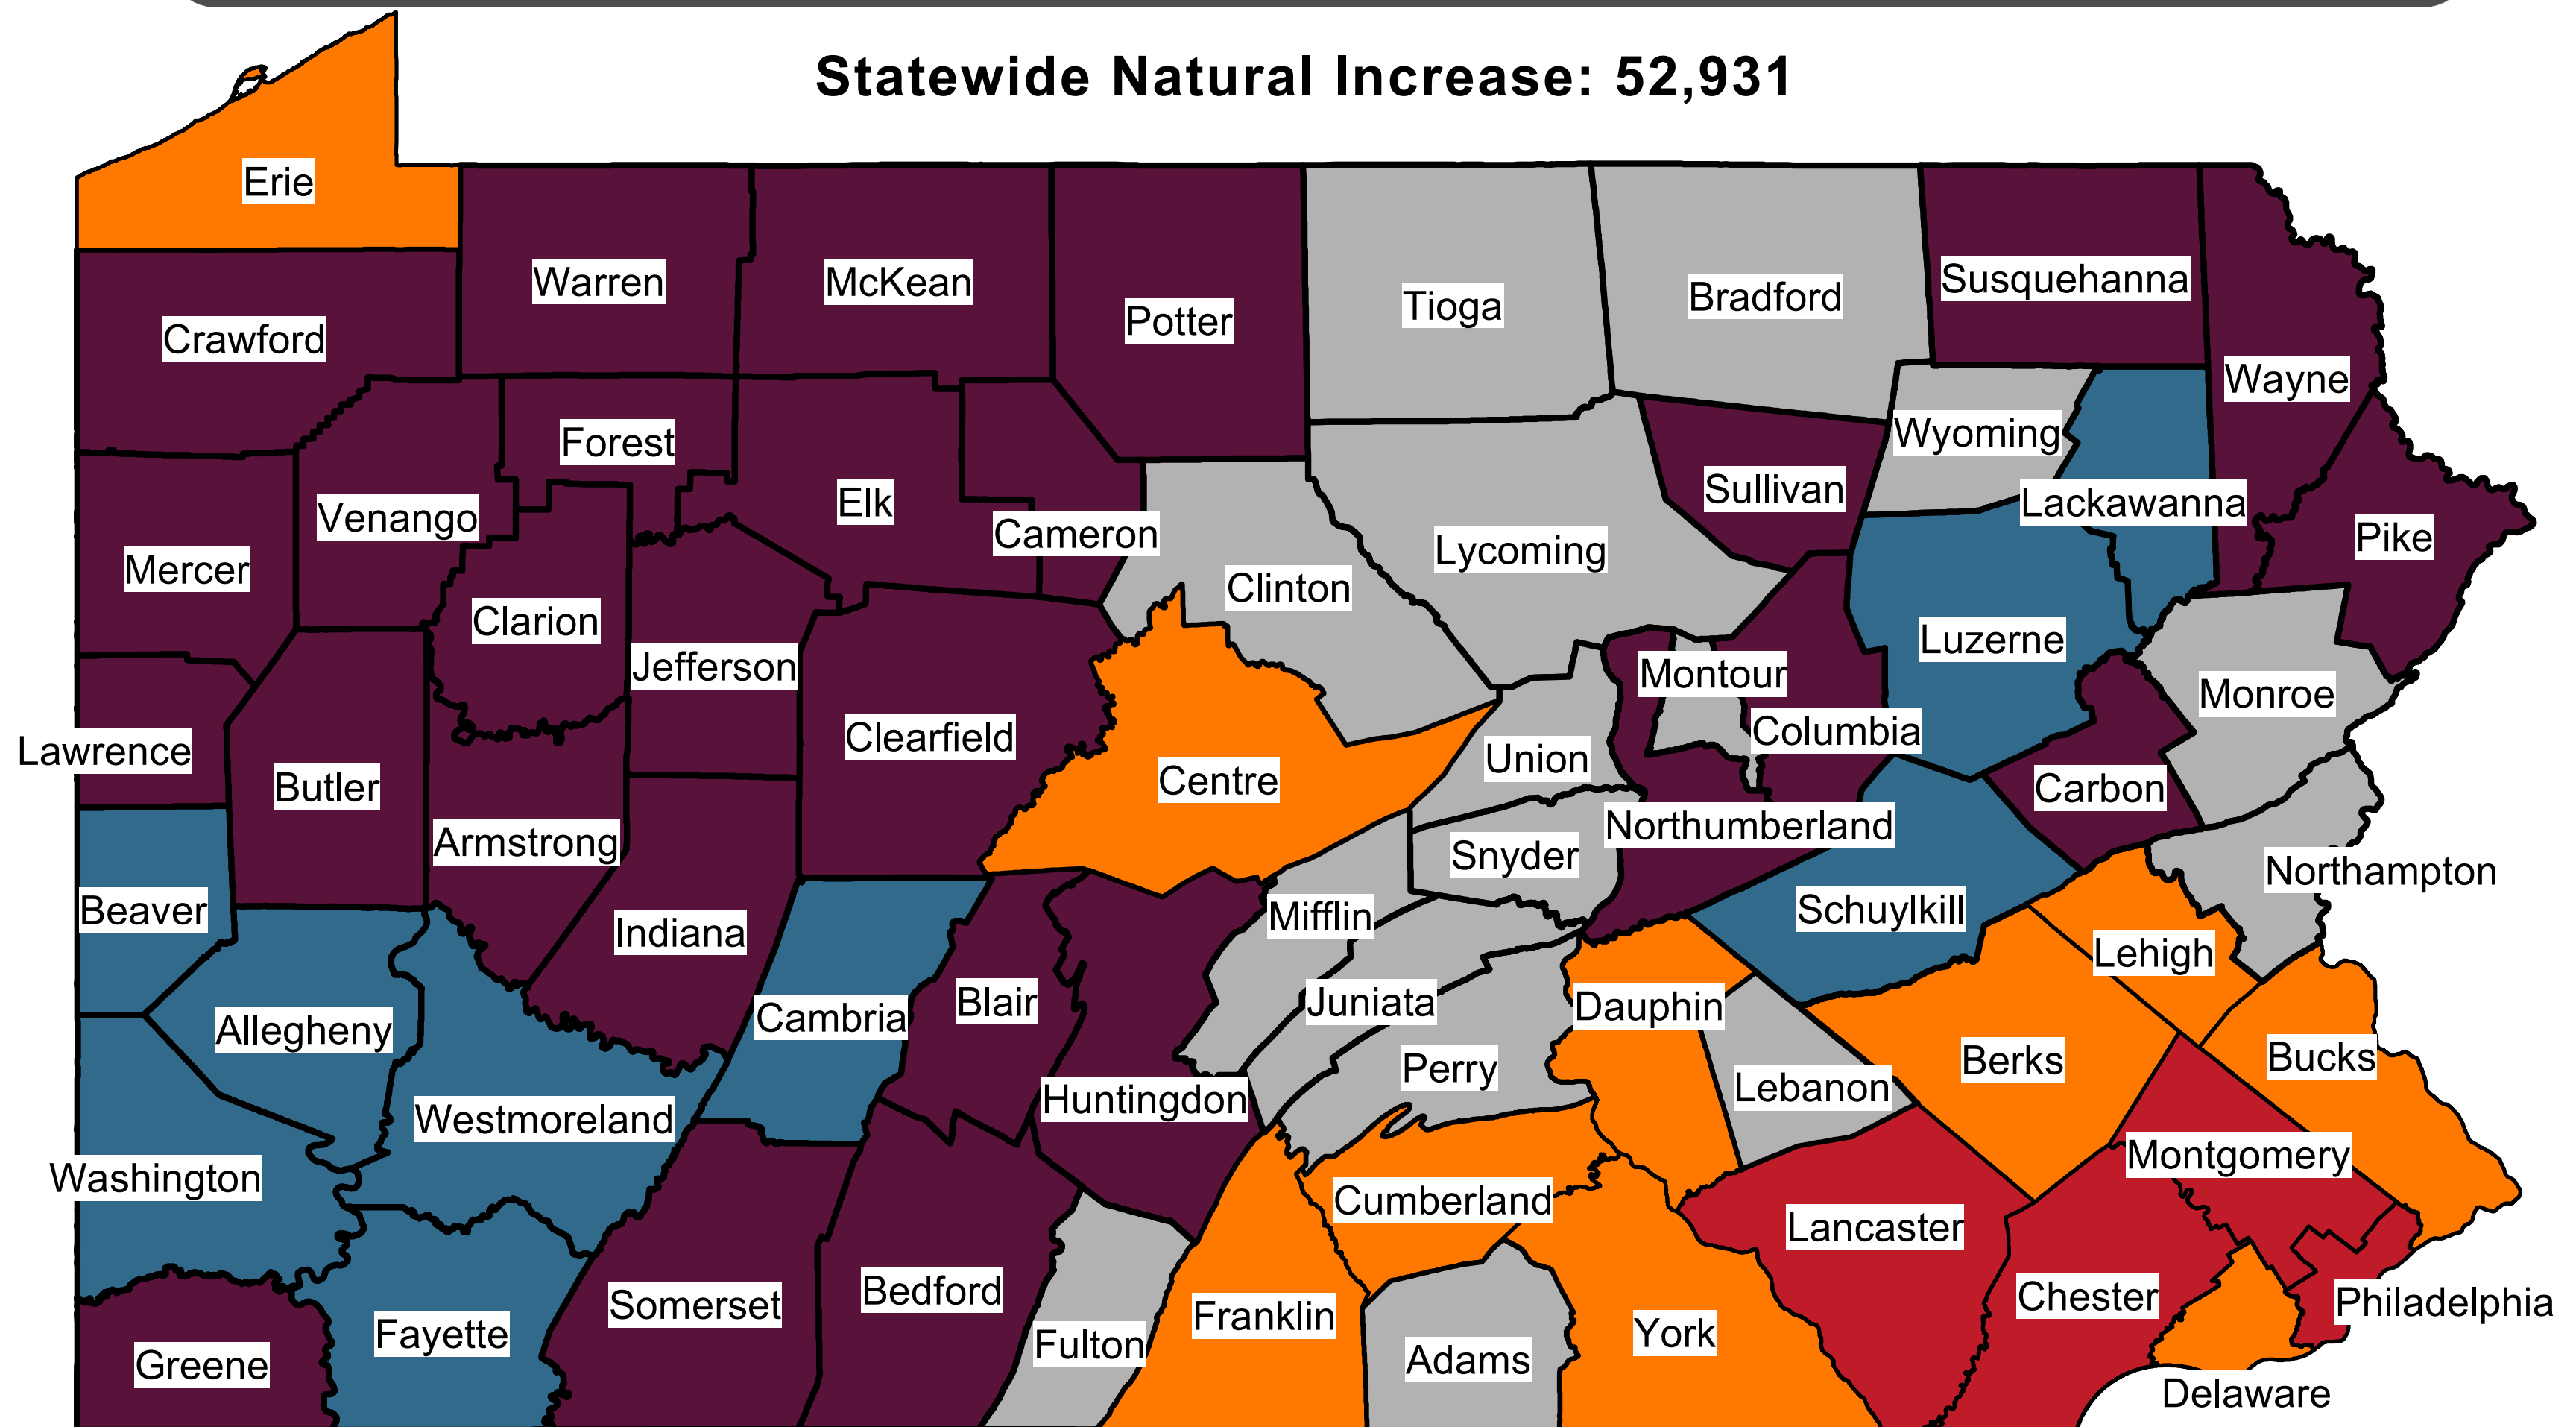 Statewide Natural Increase: 52,931
Erie
Warren
McKean
Potter
Tioga
Bradford
Susquehanna
Crawford
Wayne
Forest
Wyoming
Venango
Elk
Sullivan
Lackawanna
Cameron
Pike
Mercer
Lycoming
Clinton
Clarion
Luzerne
Jefferson
Montour
Monroe
Lawrence
Clearfield
Columbia
Union
Centre
Butler
Carbon
Northumberland
Armstrong
Snyder
Northampton
Beaver
Schuylkill
Mifflin
Indiana
Lehigh
Blair
Juniata
Dauphin
Cambria
Allegheny
Bucks
Berks
Perry
Lebanon
Huntingdon
Westmoreland
Montgomery
Washington
Cumberland
Lancaster
Bedford
Chester
Philadelphia
Somerset
Franklin
Fayette
York
Fulton
Adams
Greene
Delaware